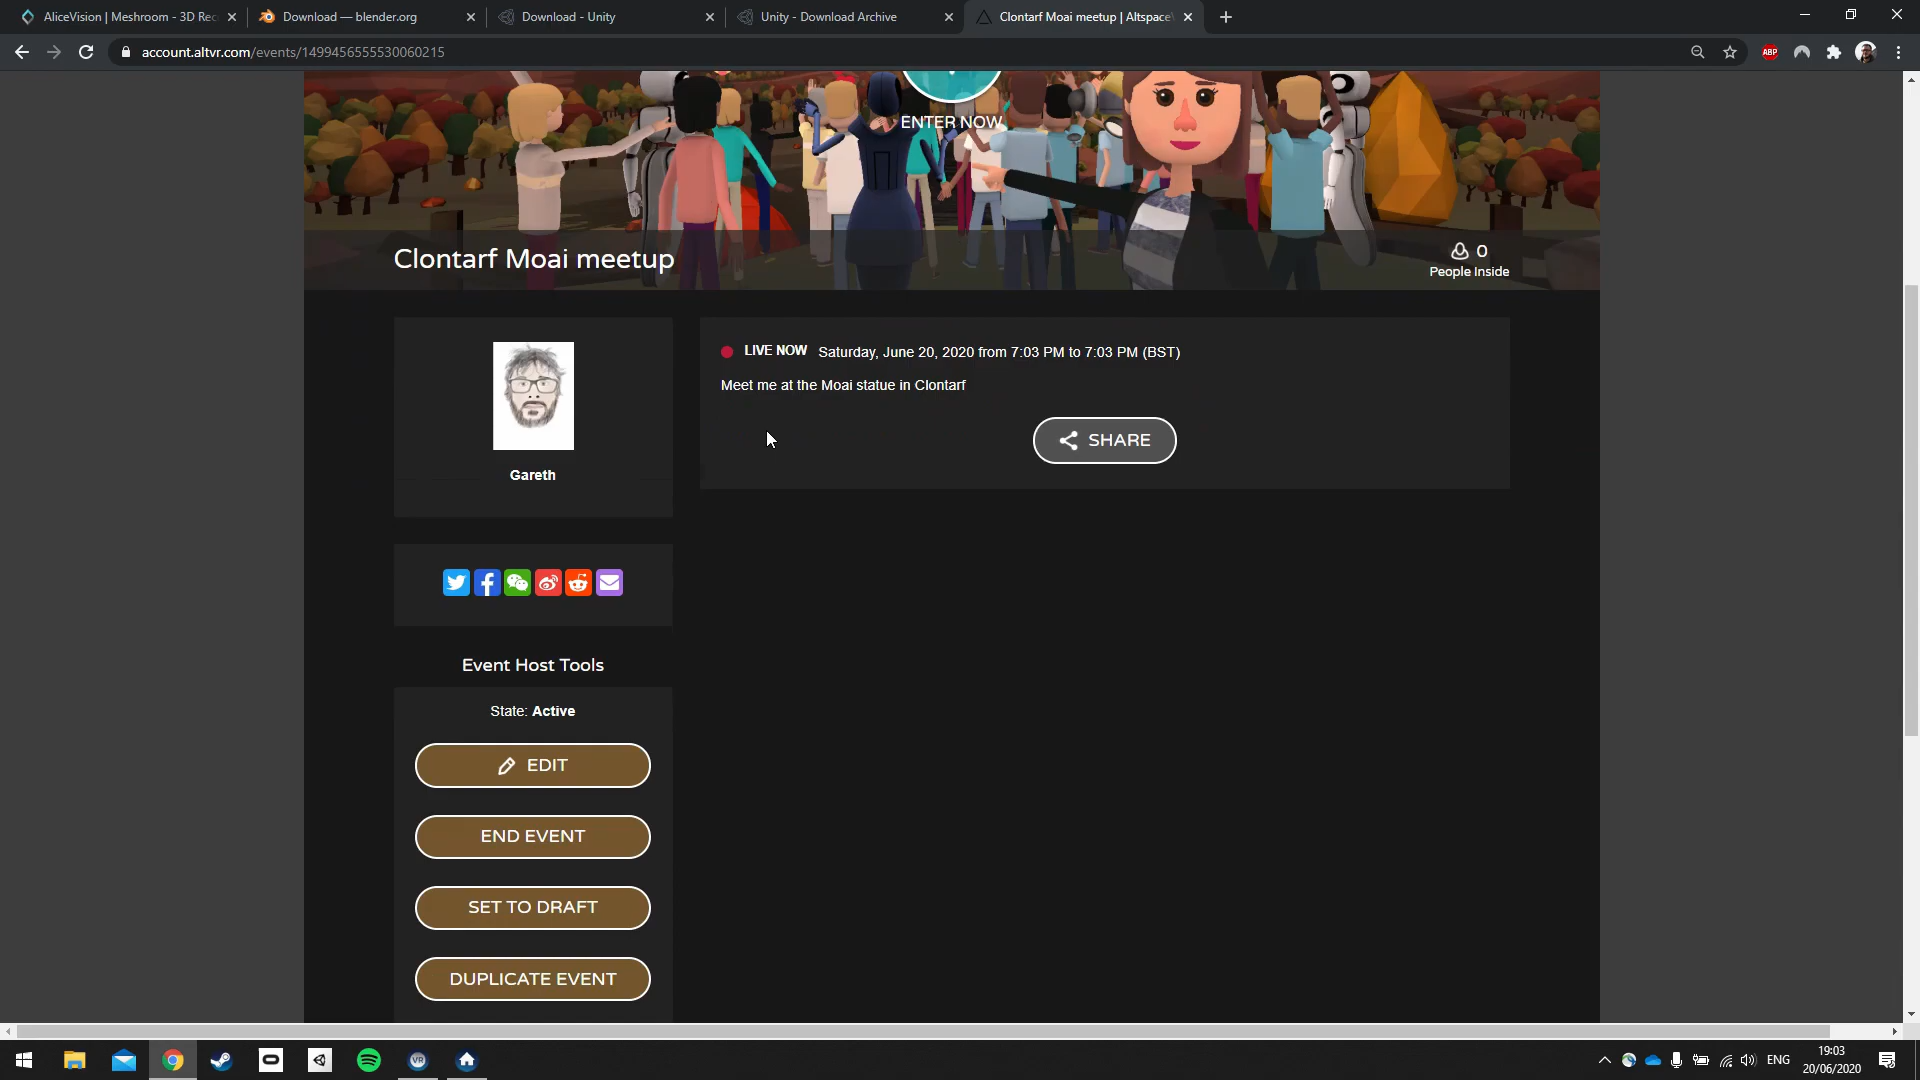 AliceVision | Meshroom - 3D Rec
Download — blender.org
Download - Unity
Unity - Download Archive
Clontarf Moai meetup | Altspace
account.altvr.com/events/1499456555530060215
ABP
ENTER NOW
Clontarf Moai meetup
0
People Inside
Gareth
LIVE NOW Saturday, June 20, 2020 from 7:03 PM to 7:03 PM (BST)
Meet me at the Moai statue in Clontarf
SHARE
Event Host Tools
State: Active
EDIT
END EVENT
SET TO DRAFT
DUPLICATE EVENT
VR
ENG
19:03
20/06/2020